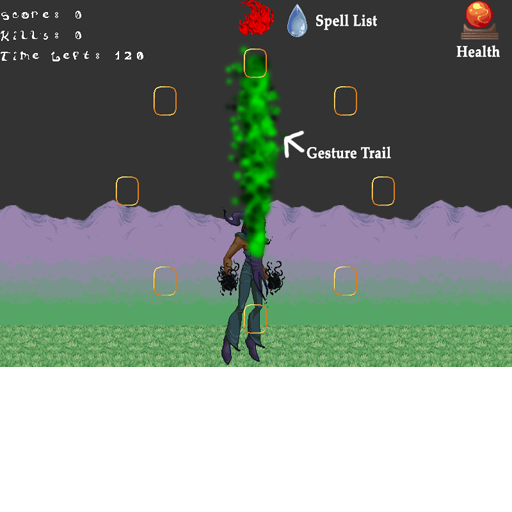 Score: 0
Kills: 0
Time Left: 120
Spell List
Health
Gesture Trail